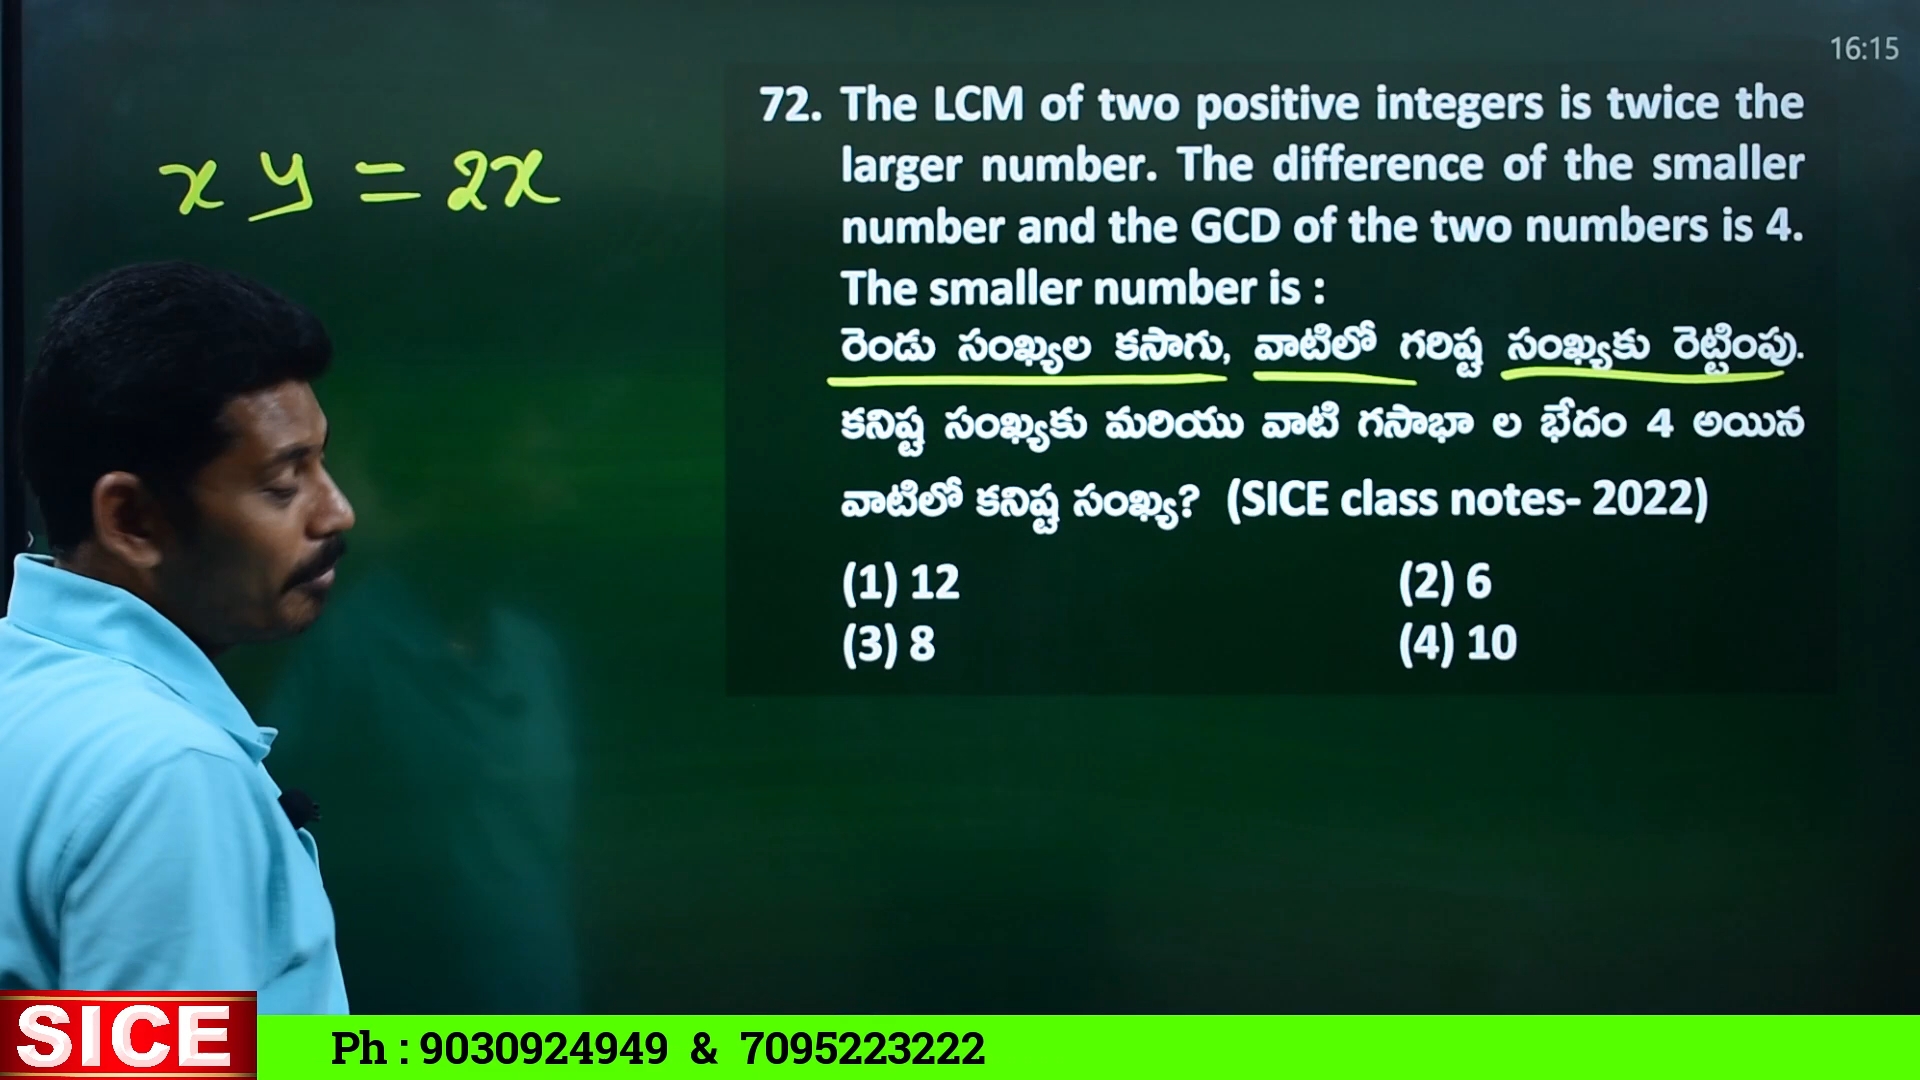 16:15
x y = 2x
72. The LCM of two positive integers is twice the
larger number. The difference of the smaller
number and the GCD of the two numbers is 4.
The smaller number is :
రెండు సంఖ్యల కసాగు, వాటిలో గరిష్ట సంఖ్యకు రెట్టింపు.
కనిష్ట సంఖ్యకు మరియు వాటి గసాభా ల భేదం 4 అయిన
వాటిలో కనిష్ట సంఖ్య? (SICE class notes- 2022)
(1) 12 (2) 6
(3) 8 (4) 10
SICE Ph : 9030924949 & 7095223222